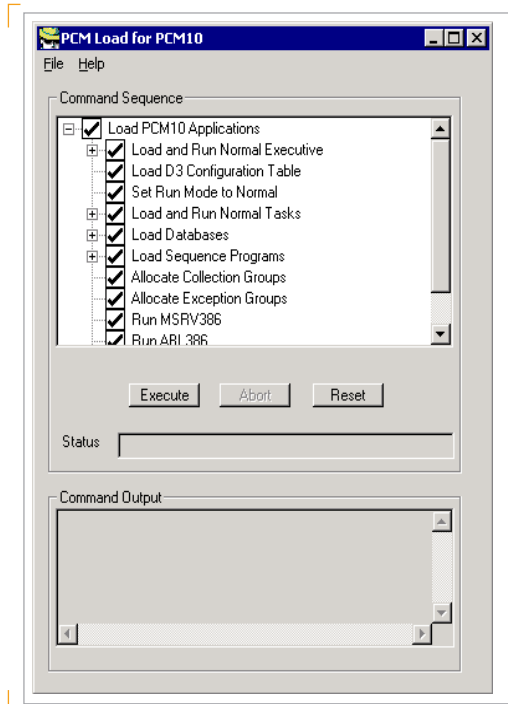 PCM Load for PCM10
File Help
Command Sequence
Load PCM10 Applications
Load and Run Normal Executive
Load D3 Configuration Table
Set Run Mode to Normal
Load and Run Normal Tasks
Load Databases
Load Sequence Programs
Allocate Collection Groups
Allocate Exception Groups
Run MSRV386
Run ABL386
Execute Abort Reset
Status
Command Output